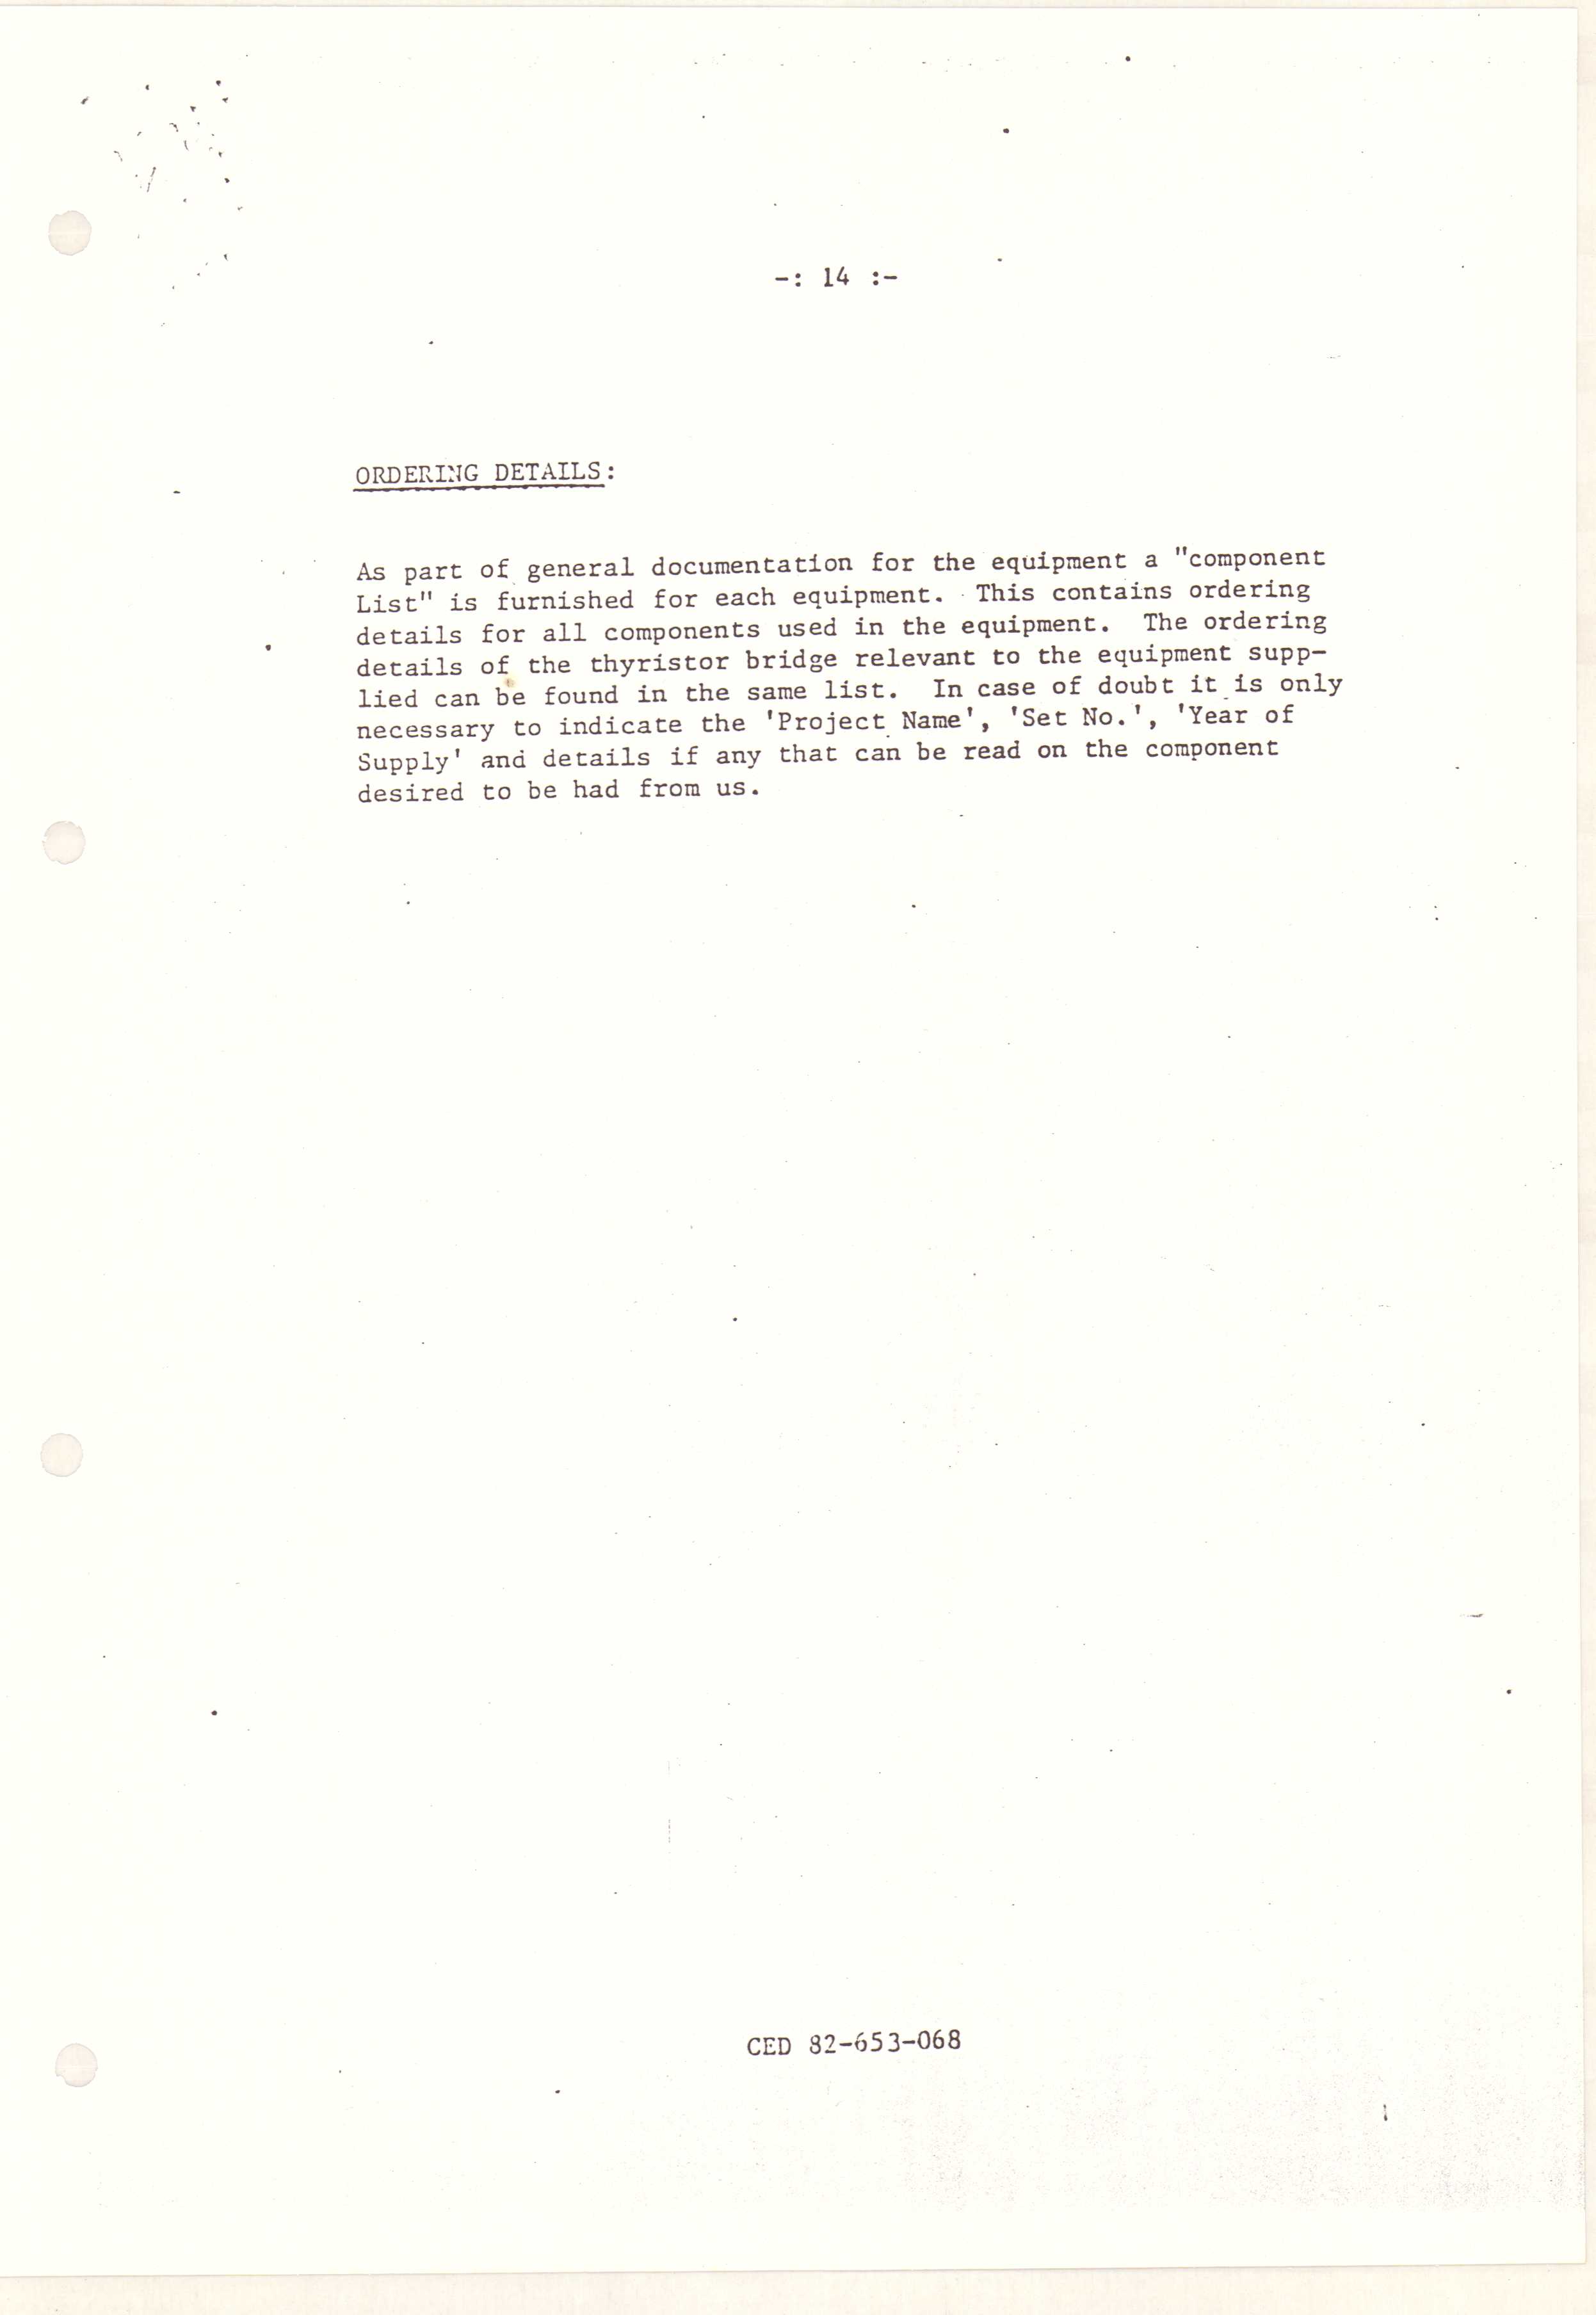 -: 14 :-
ORDERING DETAILS:
As part of general documentation for the equipment a "component
List" is furnished for each equipment. This contains ordering
details for all components used in the equipment. The ordering
details of the thyristor bridge relevant to the equipment supp-
lied can be found in the same list. In case of doubt it is only
necessary to indicate the 'Project Name', 'Set No.', 'Year of
Supply' and details if any that can be read on the component
desired to be had from us.
CED 82-653-068